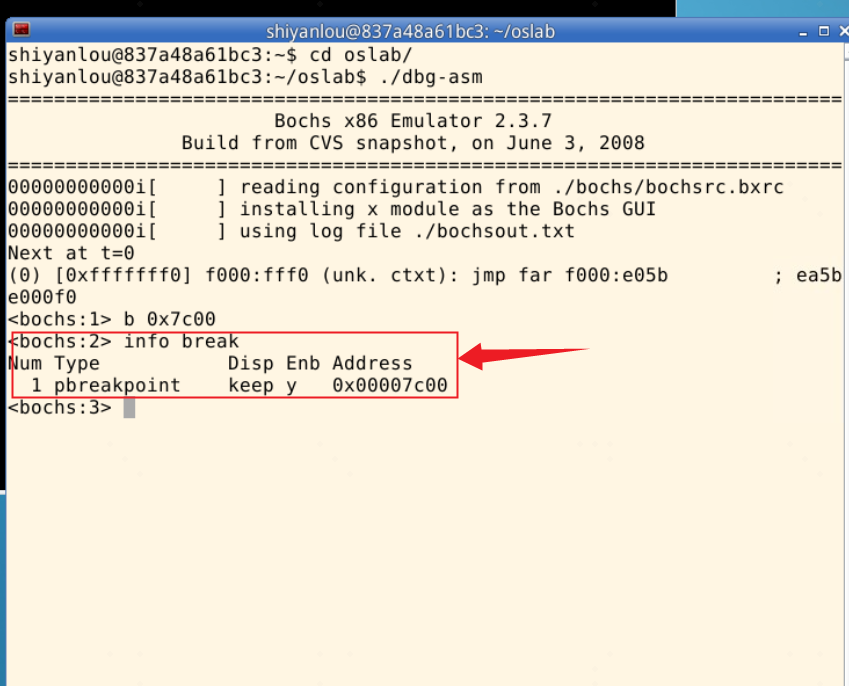 shiyanlou@837a48a61bc3: ~/oslab
shiyanlou@837a48a61bc3:~$ cd oslab/
shiyanlou@837a48a61bc3:~/oslab$ ./dbg-asm
========================================================================
Bochs x86 Emulator 2.3.7
Build from CVS snapshot, on June 3, 2008
========================================================================
00000000000i[     ] reading configuration from ./bochs/bochsrc.bxrc
00000000000i[     ] installing x module as the Bochs GUI
00000000000i[     ] using log file ./bochsout.txt
Next at t=0
(0) [0xfffffff0] f000:fff0 (unk. ctxt): jmp far f000:e05b         ; ea5b
e000f0
<bochs:1> b 0x7c00
<bochs:2> info break
Num Type           Disp Enb Address
  1 pbreakpoint    keep y   0x00007c00
<bochs:3>